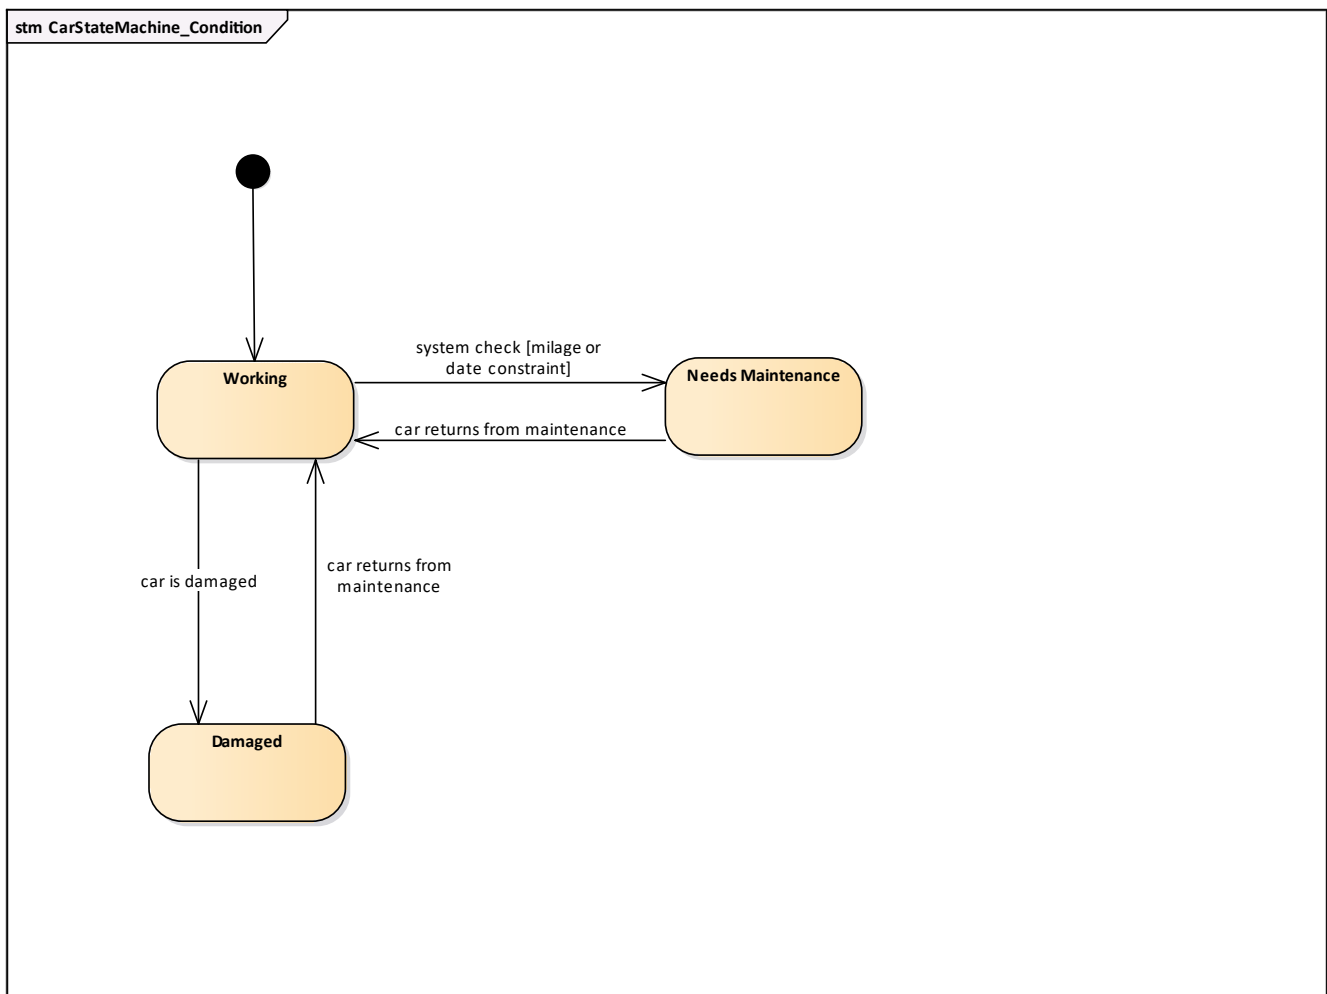 stm CarStateMachine_Condition
system check [milage or
date constraint]
Working
Needs Maintenance
car returns from maintenance
car is damaged
car returns from
maintenance
Damaged